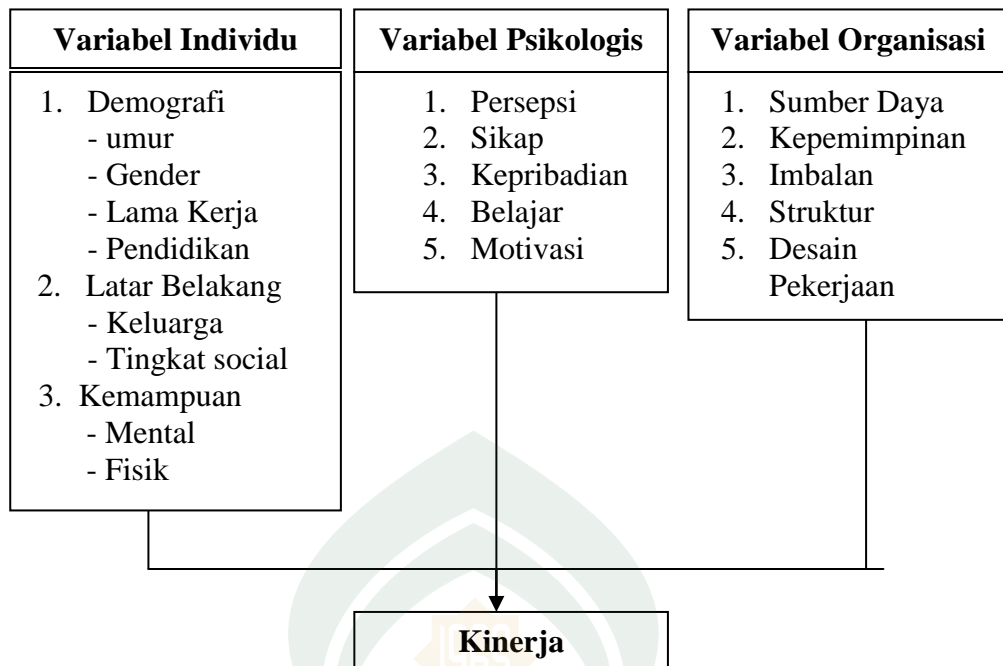 Variabel Individu
1. Demografi
- umur
- Gender
- Lama Kerja
- Pendidikan
2. Latar Belakang
- Keluarga
- Tingkat social
3. Kemampuan
- Mental
- Fisik
Variabel Psikologis
1. Persepsi
2. Sikap
3. Kepribadian
4. Belajar
5. Motivasi
Variabel Organisasi
1. Sumber Daya
2. Kepemimpinan
3. Imbalan
4. Struktur
5. Desain
Pekerjaan
Kinerja